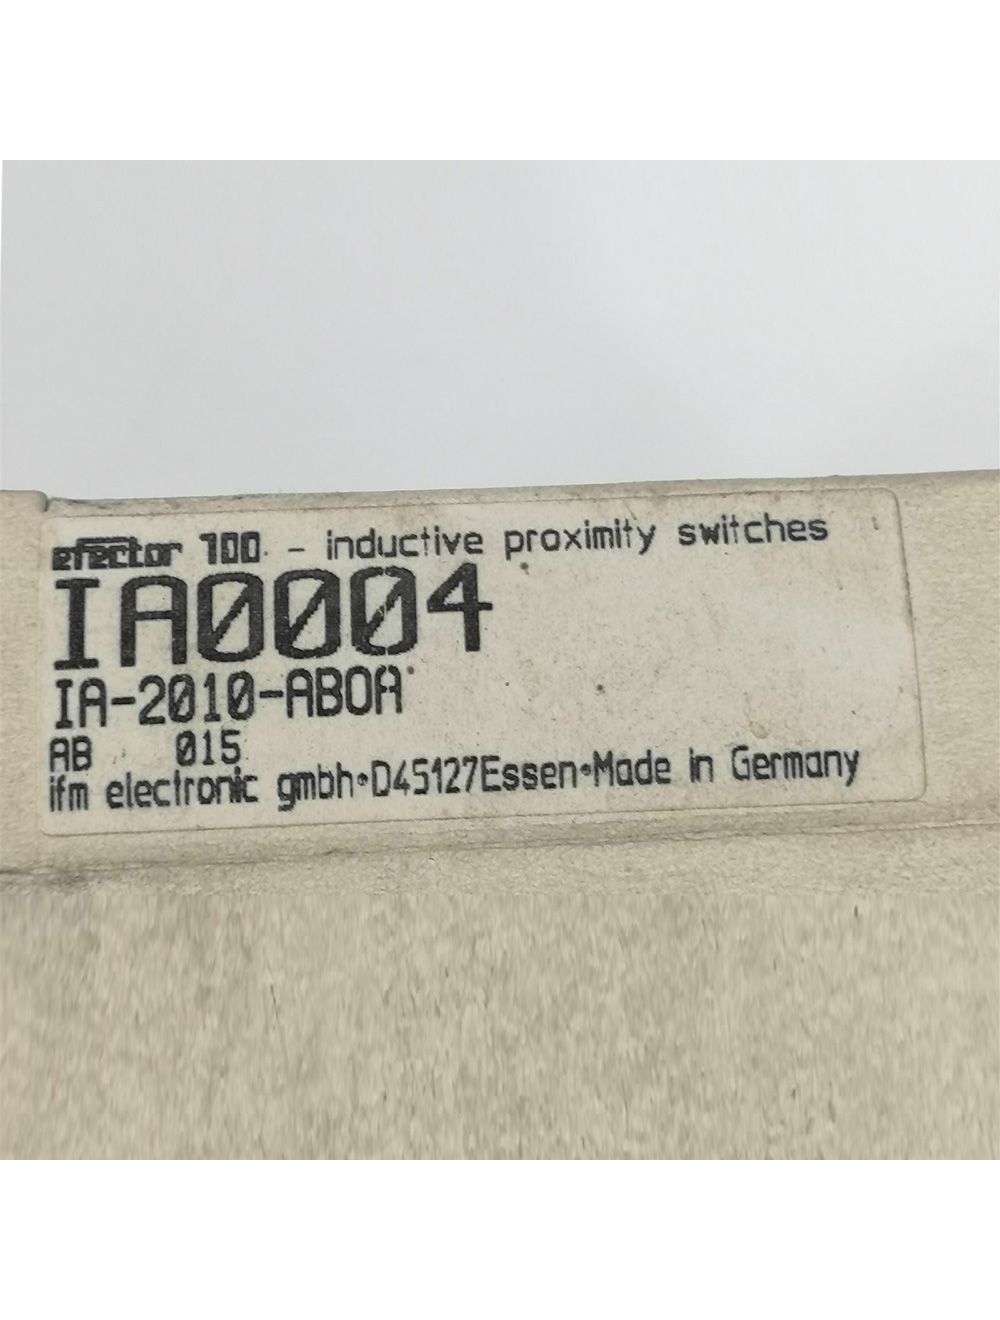 efector 100. - inductive proximity switches
IA0004
IA-2010-ABOA
AB 015
ifm electronic gmbh•D45127Essen•Made in Germany